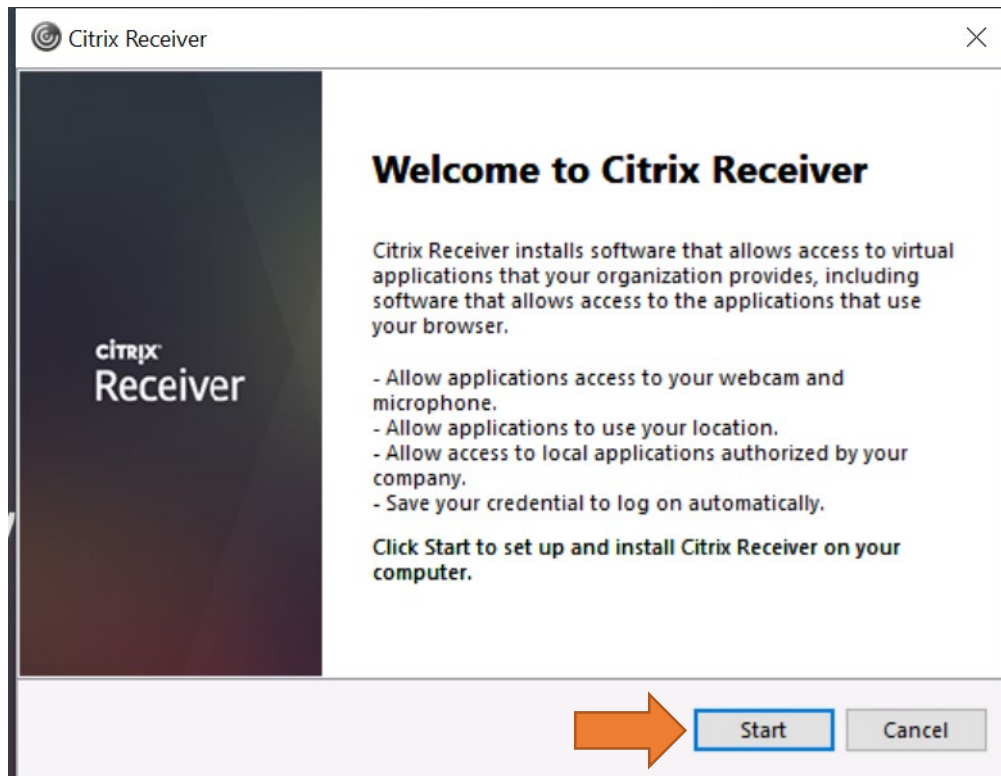 Citrix Receiver
Welcome to Citrix Receiver
Citrix Receiver installs software that allows access to virtual
applications that your organization provides, including
software that allows access to the applications that use
your browser.
CİTRIX
Receiver
- Allow applications access to your webcam and
microphone.
- Allow applications to use your location.
- Allow access to local applications authorized by your
company.
- Save your credential to log on automatically.
Click Start to set up and install Citrix Receiver on your
computer.
Start
Cancel